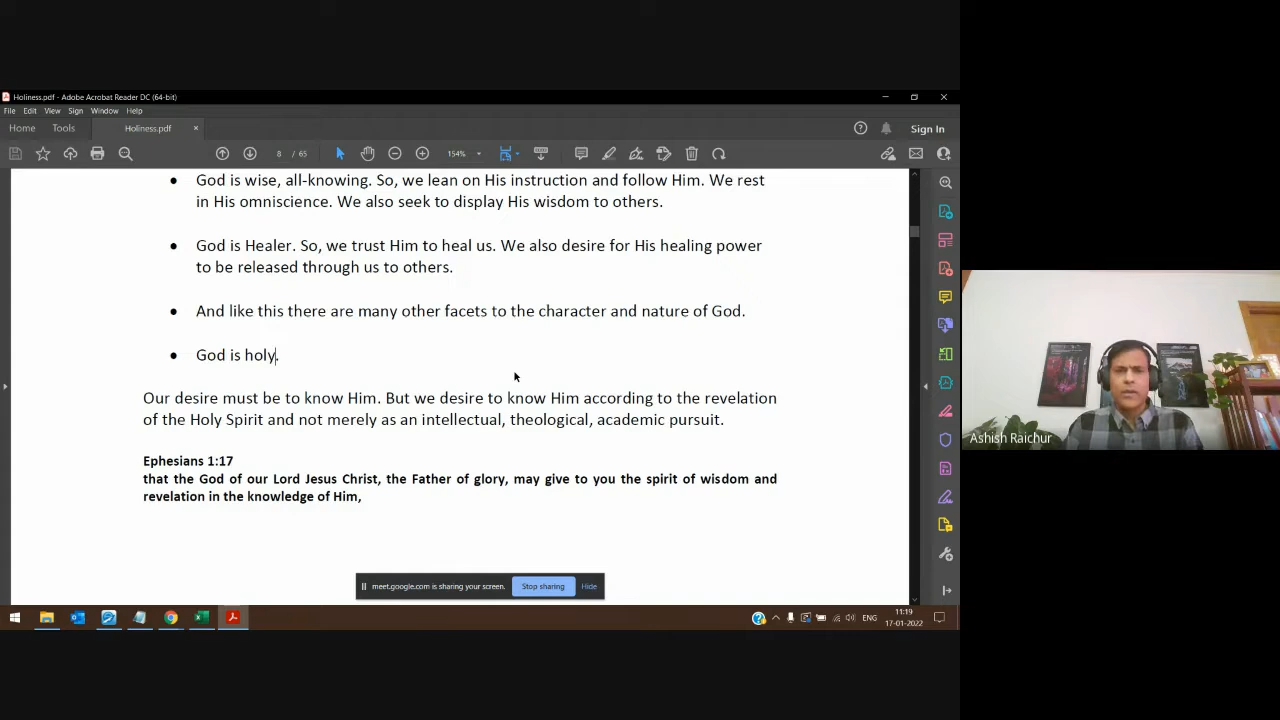 Holiness.pdf - Adobe Acrobat Reader DC (64-bit)
File Edit View Sign Window Help
Home Tools Holiness.pdf × Sign In
8 / 65 154%
God is wise, all-knowing. So, we lean on His instruction and follow Him. We rest
in His omniscience. We also seek to display His wisdom to others.
God is Healer. So, we trust Him to heal us. We also desire for His healing power
to be released through us to others.
And like this there are many other facets to the character and nature of God.
God is holy.
Our desire must be to know Him. But we desire to know Him according to the revelation
of the Holy Spirit and not merely as an intellectual, theological, academic pursuit.
Ephesians 1:17
that the God of our Lord Jesus Christ, the Father of glory, may give to you the spirit of wisdom and
revelation in the knowledge of Him,
Ashish Raichur
meet.google.com is sharing your screen. Stop sharing Hide
ENG
11:19
17-01-2022